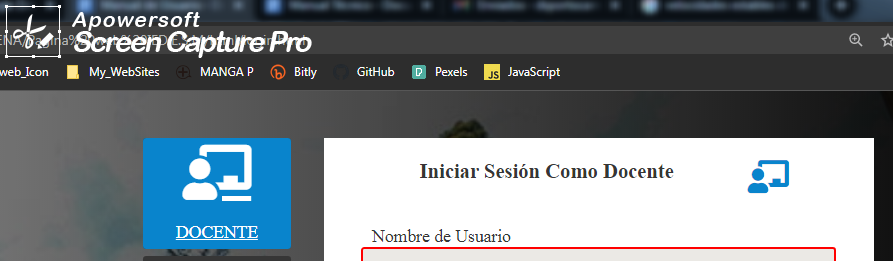 Apowersoft
Screen Capture Pro
web_Icon
My_WebSites
MANGA P
Bitly
GitHub
Pexels
JS
JavaScript
DOCENTE
Iniciar Sesión Como Docente
Nombre de Usuario